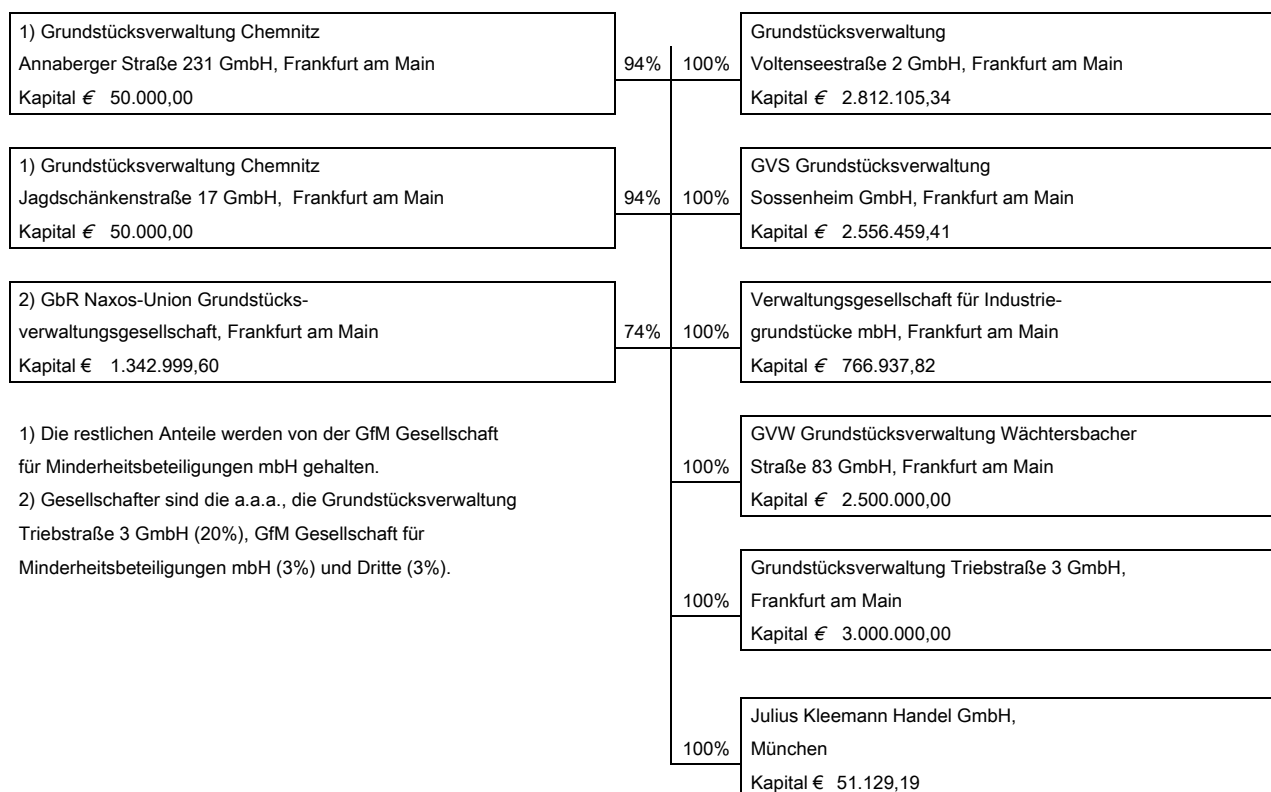 1) Grundstücksverwaltung Chemnitz
Annaberger Straße 231 GmbH, Frankfurt am Main
Kapital € 50.000,00
94%
100%
Grundstücksverwaltung
Voltenseestraße 2 GmbH, Frankfurt am Main
Kapital € 2.812.105,34
1) Grundstücksverwaltung Chemnitz
Jagdschänkenstraße 17 GmbH, Frankfurt am Main
Kapital € 50.000,00
94%
100%
GVS Grundstücksverwaltung
Sossenheim GmbH, Frankfurt am Main
Kapital € 2.556.459,41
2) GbR Naxos-Union Grundstücks-
verwaltungsgesellschaft, Frankfurt am Main
Kapital € 1.342.999,60
74%
100%
Verwaltungsgesellschaft für Industrie-
grundstücke mbH, Frankfurt am Main
Kapital € 766.937,82
1) Die restlichen Anteile werden von der GfM Gesellschaft
für Minderheitsbeteiligungen mbH gehalten.
2) Gesellschafter sind die a.a.a., die Grundstücksverwaltung
Triebstraße 3 GmbH (20%), GfM Gesellschaft für
Minderheitsbeteiligungen mbH (3%) und Dritte (3%).
100%
GVW Grundstücksverwaltung Wächtersbacher
Straße 83 GmbH, Frankfurt am Main
Kapital € 2.500.000,00
100%
Grundstücksverwaltung Triebstraße 3 GmbH,
Frankfurt am Main
Kapital € 3.000.000,00
100%
Julius Kleemann Handel GmbH,
München
Kapital € 51.129,19